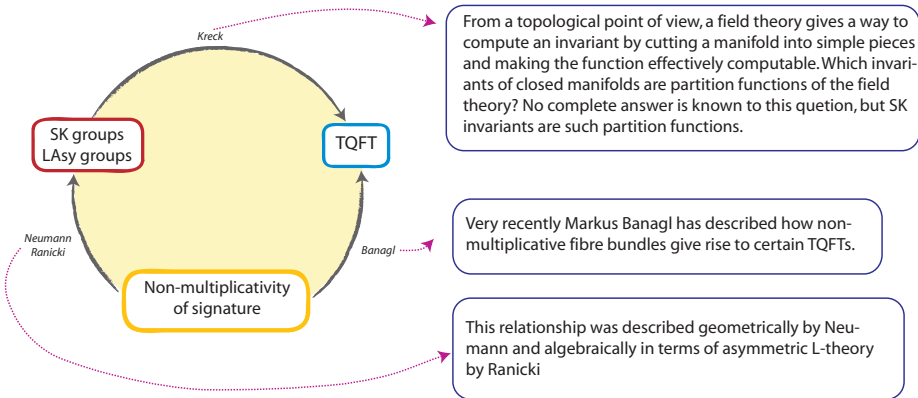 Kreck
SK groups
LAsy groups
TQFT
Neumann
Ranicki
Banagl
Non-multiplicativity
of signature
From a topological point of view, a field theory gives a way to
compute an invariant by cutting a manifold into simple pieces
and making the function effectively computable. Which invari-
ants of closed manifolds are partition functions of the field
theory? No complete answer is known to this quetion, but SK
invariants are such partition functions.
Very recently Markus Banagl has described how non-
multiplicative fibre bundles give rise to certain TQFTs.
This relationship was described geometrically by Neu-
mann and algebraically in terms of asymmetric L-theory
by Ranicki